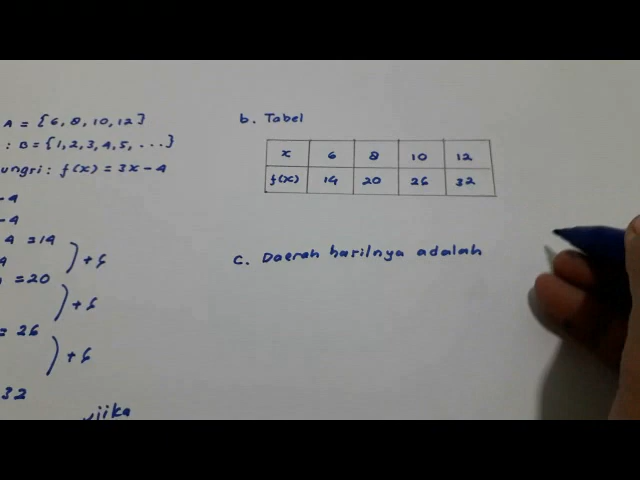 A = {6, 8, 10, 12}
: B = {1, 2, 3, 4, 5, ...}
ungsi : f(x) = 3x - 4
- 4
- 4
4 = 14
+ 6
= 20
+ 6
= 26
+ 6
32
jika
b. Tabel
x 6 8 10 12
f(x) 14 20 26 32
c. Daerah hasilnya adalah